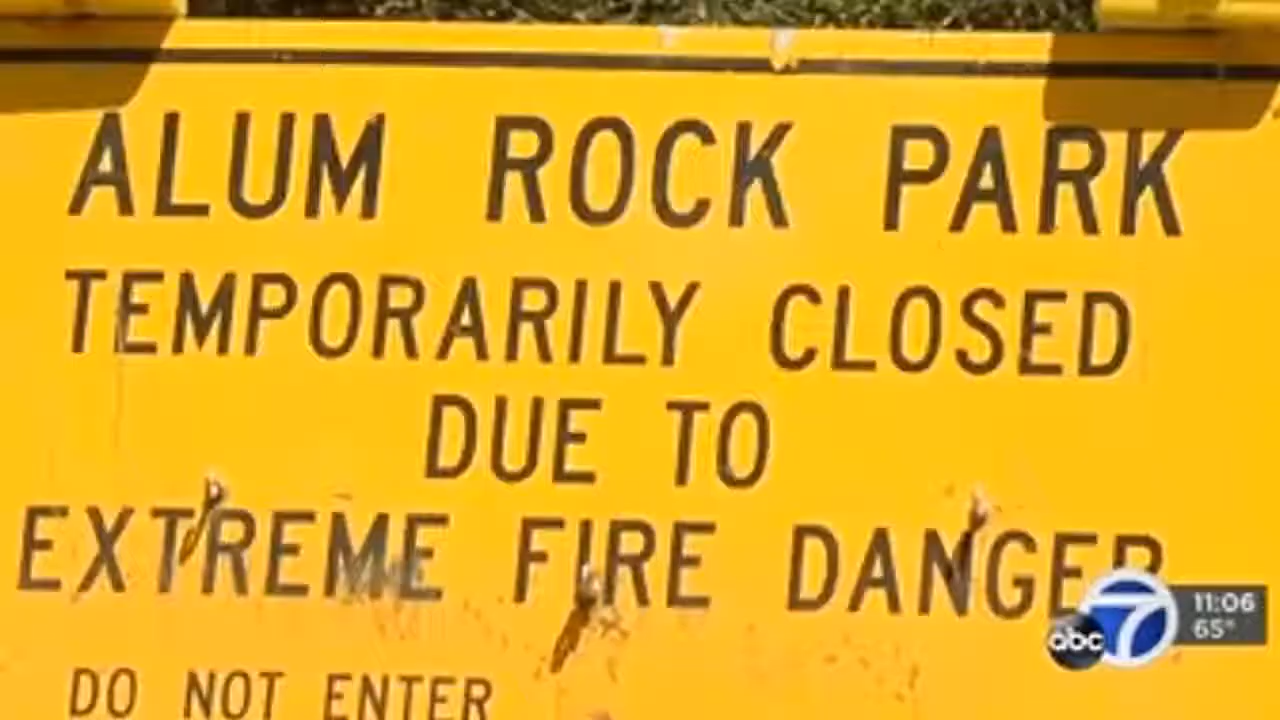 ALUM ROCK PARK
TEMPORARILY CLOSED
DUE TO
EXTREME FIRE DANGER
DO NOT ENTER
abc 7
11:06
65°